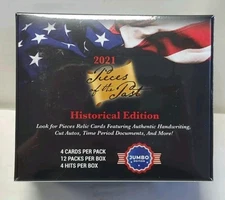 2021
Pieces
of the
Past
Historical Edition
Look for Pieces Relic Cards Featuring Authentic Handwriting,
Cut Autos, Time Period Documents, And More!
4 CARDS PER PACK
12 PACKS PER BOX
4 HITS PER BOX
JUMBO
EDITION